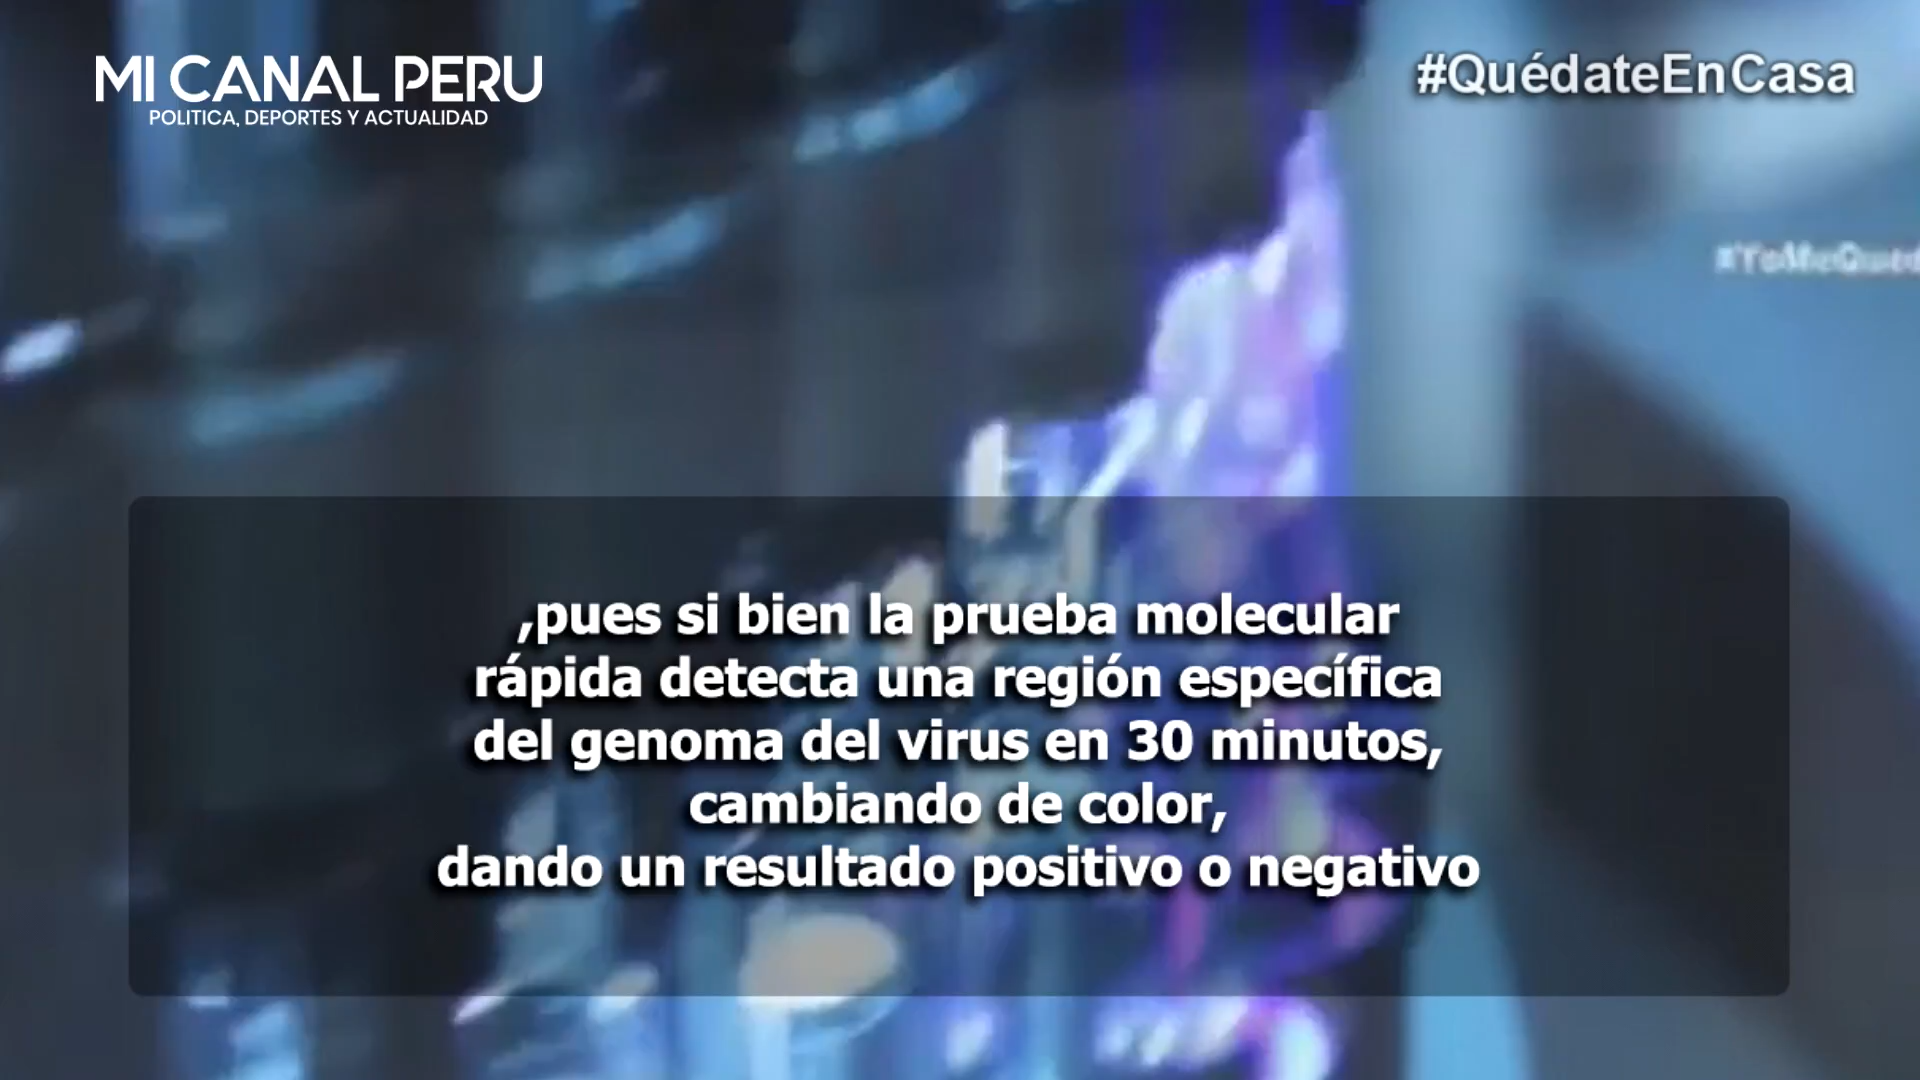 MI CANAL PERU
POLITICA, DEPORTES Y ACTUALIDAD
#QuédateEnCasa
#YoMeQued
,pues si bien la prueba molecular
rápida detecta una región específica
del genoma del virus en 30 minutos,
cambiando de color,
dando un resultado positivo o negativo